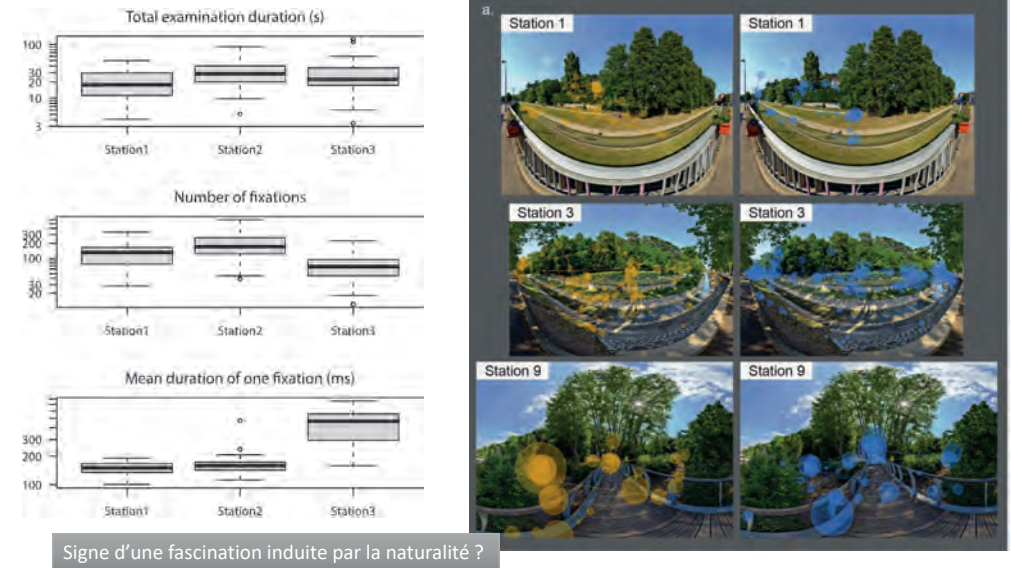 Total examination duration (s)
100
30
20
10
3
Station1 Station2 Station3
Number of fixations
300
200
100
30
20
Station1 Station2 Station3
Mean duration of one fixation (ms)
300
200
100
Station1 Station2 Station3
a.
Station 1 Station 1
Station 3 Station 3
Station 9 Station 9
Signe d’une fascination induite par la naturalité ?